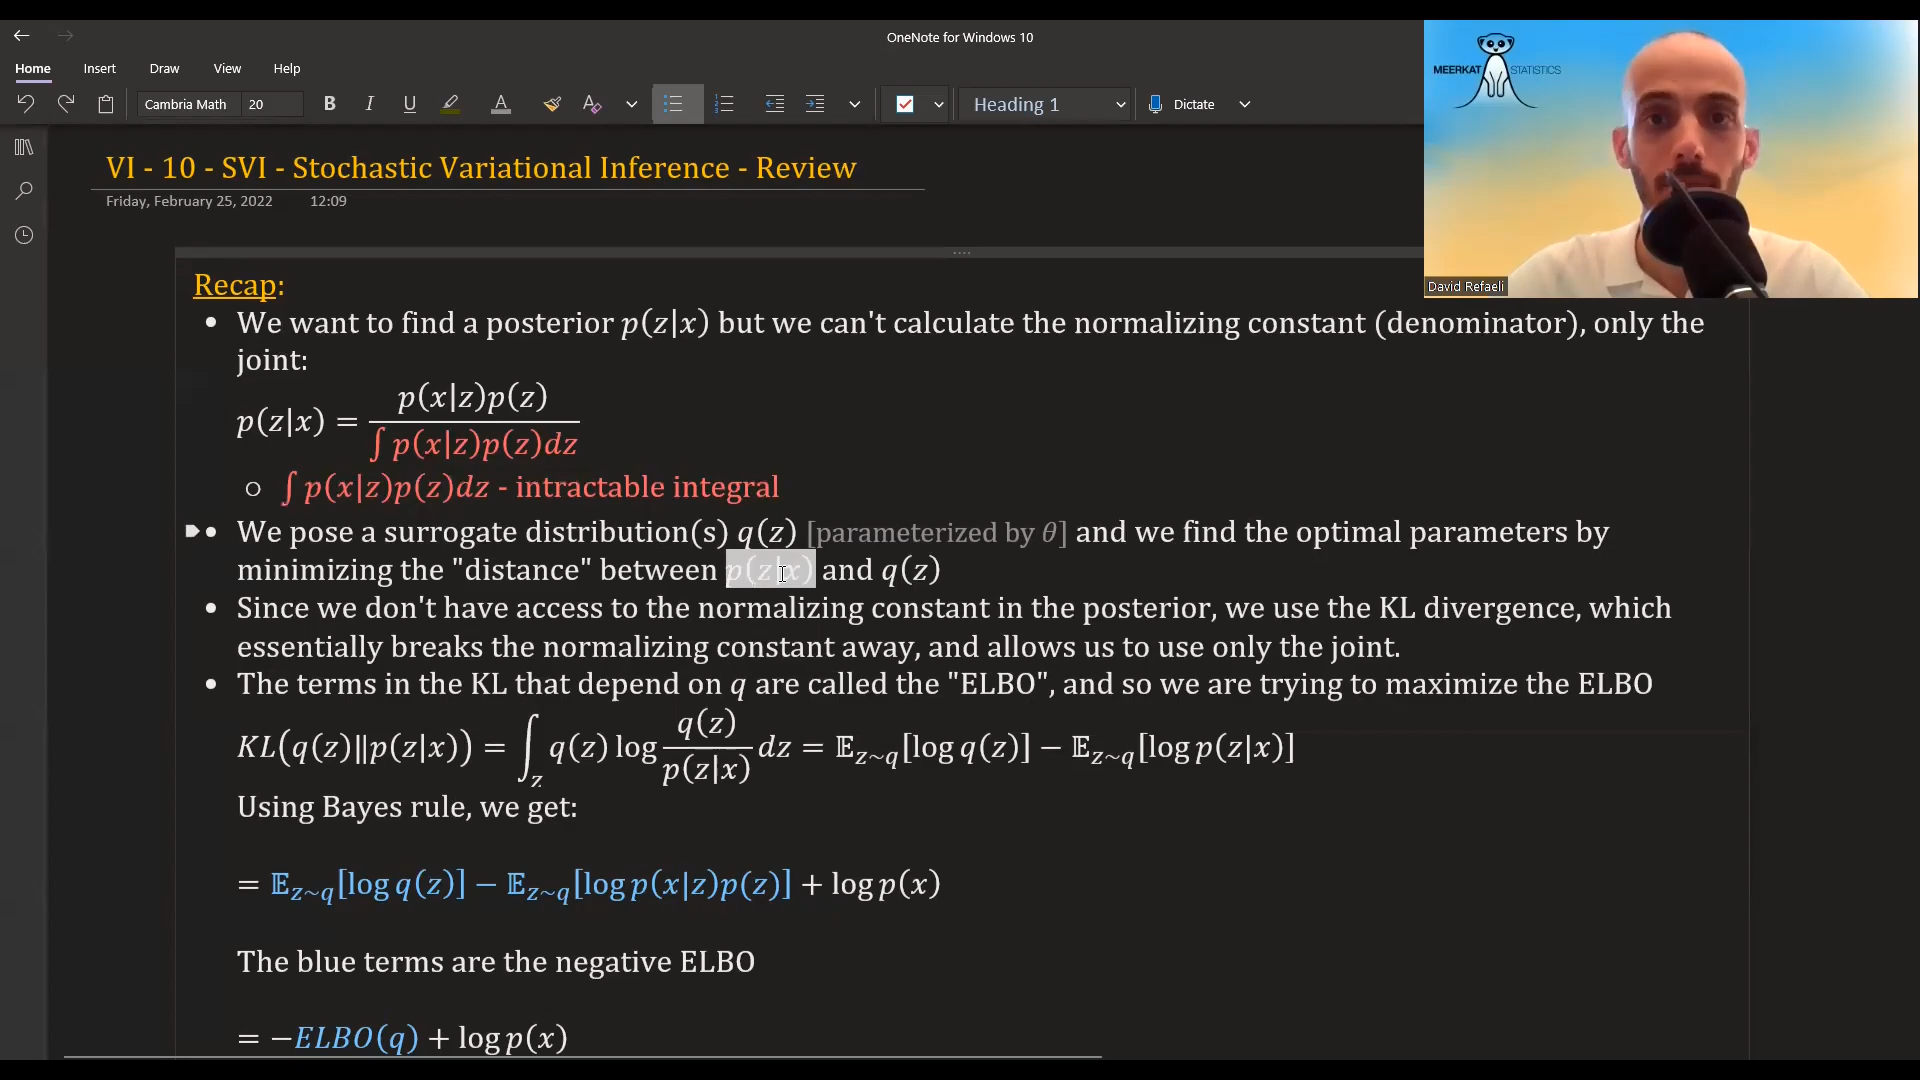 OneNote for Windows 10
Home Insert Draw View Help
Cambria Math 20 B I U A A Heading 1 Dictate
MEERKAT STATISTICS
David Refaeli
VI - 10 - SVI - Stochastic Variational Inference - Review
Friday, February 25, 2022 12:09
Recap:
• We want to find a posterior p(z|x) but we can't calculate the normalizing constant (denominator), only the
joint:
p(z|x) = p(x|z)p(z) / ∫ p(x|z)p(z)dz
○ ∫ p(x|z)p(z)dz - intractable integral
• We pose a surrogate distribution(s) q(z) [parameterized by θ] and we find the optimal parameters by
minimizing the "distance" between p(z|x) and q(z)
• Since we don't have access to the normalizing constant in the posterior, we use the KL divergence, which
essentially breaks the normalizing constant away, and allows us to use only the joint.
• The terms in the KL that depend on q are called the "ELBO", and so we are trying to maximize the ELBO
KL(q(z)‖p(z|x)) = ∫_z q(z) log q(z)/p(z|x) dz = 𝔼_{z~q}[log q(z)] − 𝔼_{z~q}[log p(z|x)]
Using Bayes rule, we get:
= 𝔼_{z~q}[log q(z)] − 𝔼_{z~q}[log p(x|z)p(z)] + log p(x)
The blue terms are the negative ELBO
= −ELBO(q) + log p(x)